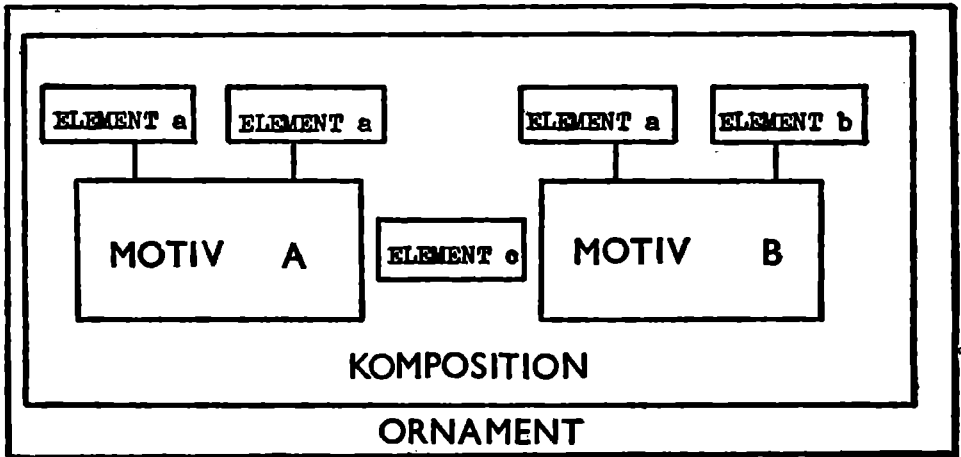 ELEMENT a ELEMENT a ELEMENT a ELEMENT b
MOTIV A ELEMENT c MOTIV B
KOMPOSITION
ORNAMENT